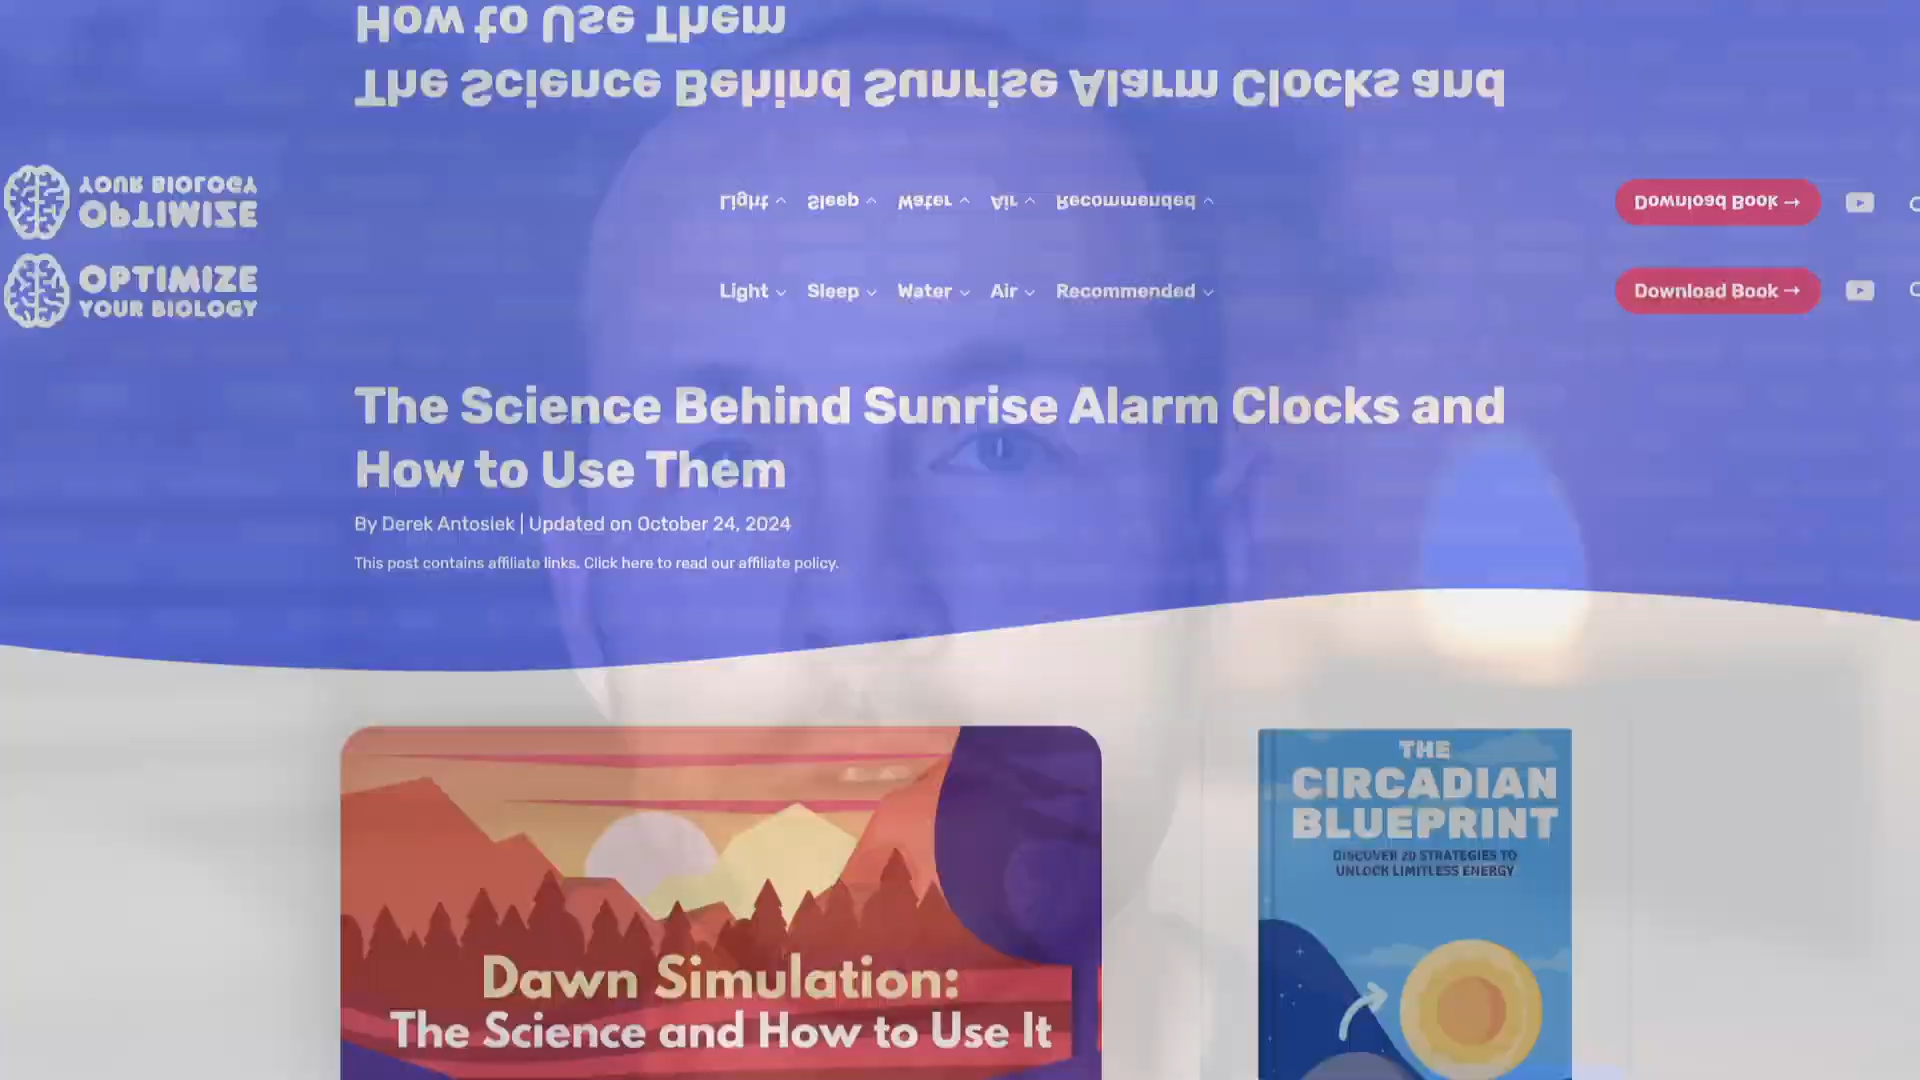 How to Use Them
The Science Behind Sunrise Alarm Clocks and
YOUR BIOLOGY
OPTIMIZE
Light Sleep Water Air Recommended
Download Book →
OPTIMIZE
YOUR BIOLOGY
Light Sleep Water Air Recommended
Download Book →
The Science Behind Sunrise Alarm Clocks and
How to Use Them
By Derek Antosiek | Updated on October 24, 2024
This post contains affiliate links. Click here to read our affiliate policy.
Dawn Simulation:
The Science and How to Use It
THE
CIRCADIAN
BLUEPRINT
DISCOVER 20 STRATEGIES TO
UNLOCK LIMITLESS ENERGY